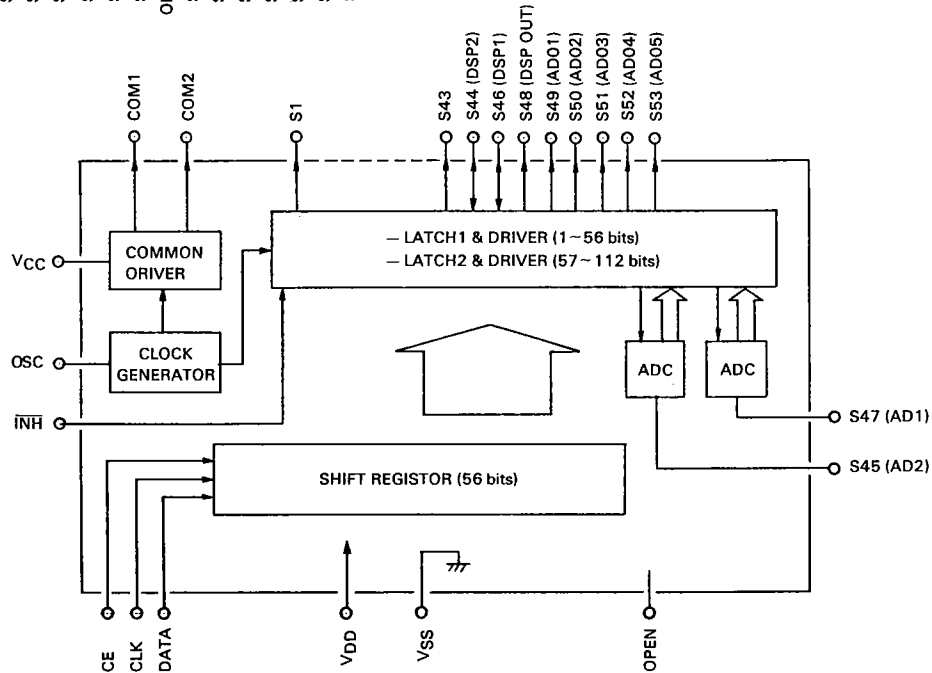 COM1
COM2
S1
S43
S44 (DSP2)
S46 (DSP1)
S48 (DSP OUT)
S49 (AD01)
S50 (AD02)
S51 (AD03)
S52 (AD04)
S53 (AD05)
VCC
COMMON
ORIVER
— LATCH1 & DRIVER (1~56 bits)
— LATCH2 & DRIVER (57~112 bits)
OSC
CLOCK
GENERATOR
ADC
ADC
INH
S47 (AD1)
S45 (AD2)
SHIFT REGISTOR (56 bits)
CE
CLK
DATA
VDD
VSS
OPEN